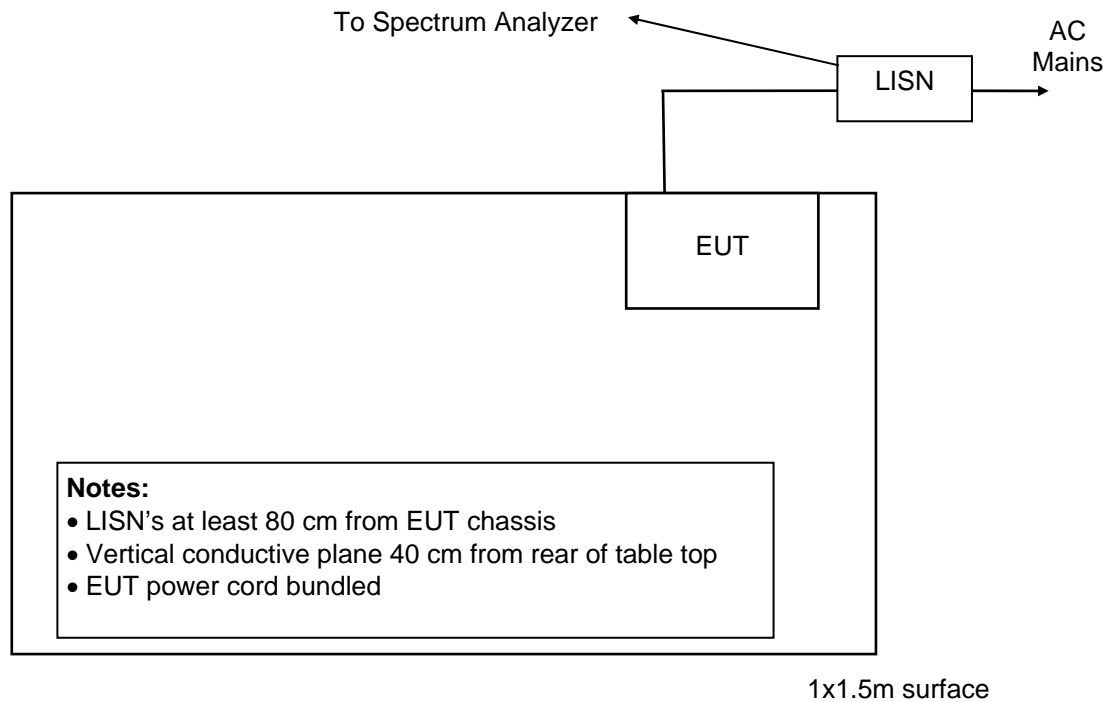 To Spectrum Analyzer
AC
Mains
LISN
EUT
Notes:
• LISN's at least 80 cm from EUT chassis
• Vertical conductive plane 40 cm from rear of table top
• EUT power cord bundled
1x1.5m surface